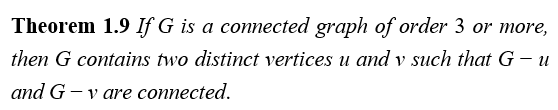 Theorem 1.9 If G is a connected graph of order 3 or more,
then G contains two distinct vertices u and v such that G − u
and G − v are connected.